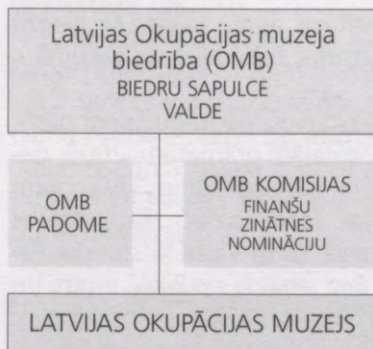 Latvijas Okupācijas muzeja
biedrība (OMB)
BIEDRU SAPULCE
VALDE
OMB
PADOME
OMB KOMISIJAS
FINANŠU
ZINĀTNES
NOMINĀCIJU
LATVIJAS OKUPĀCIJAS MUZEJS